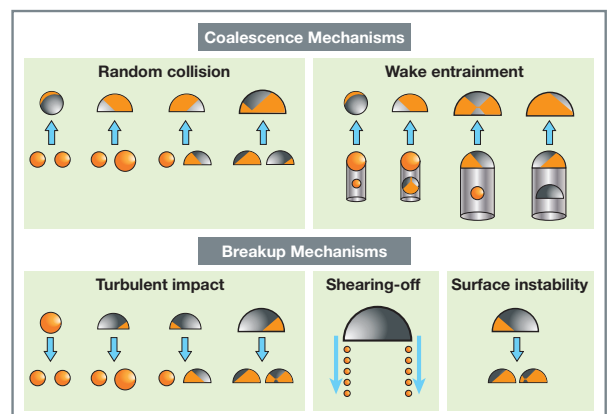 Coalescence Mechanisms
Random collision
Wake entrainment
Breakup Mechanisms
Turbulent impact
Shearing-off
Surface instability